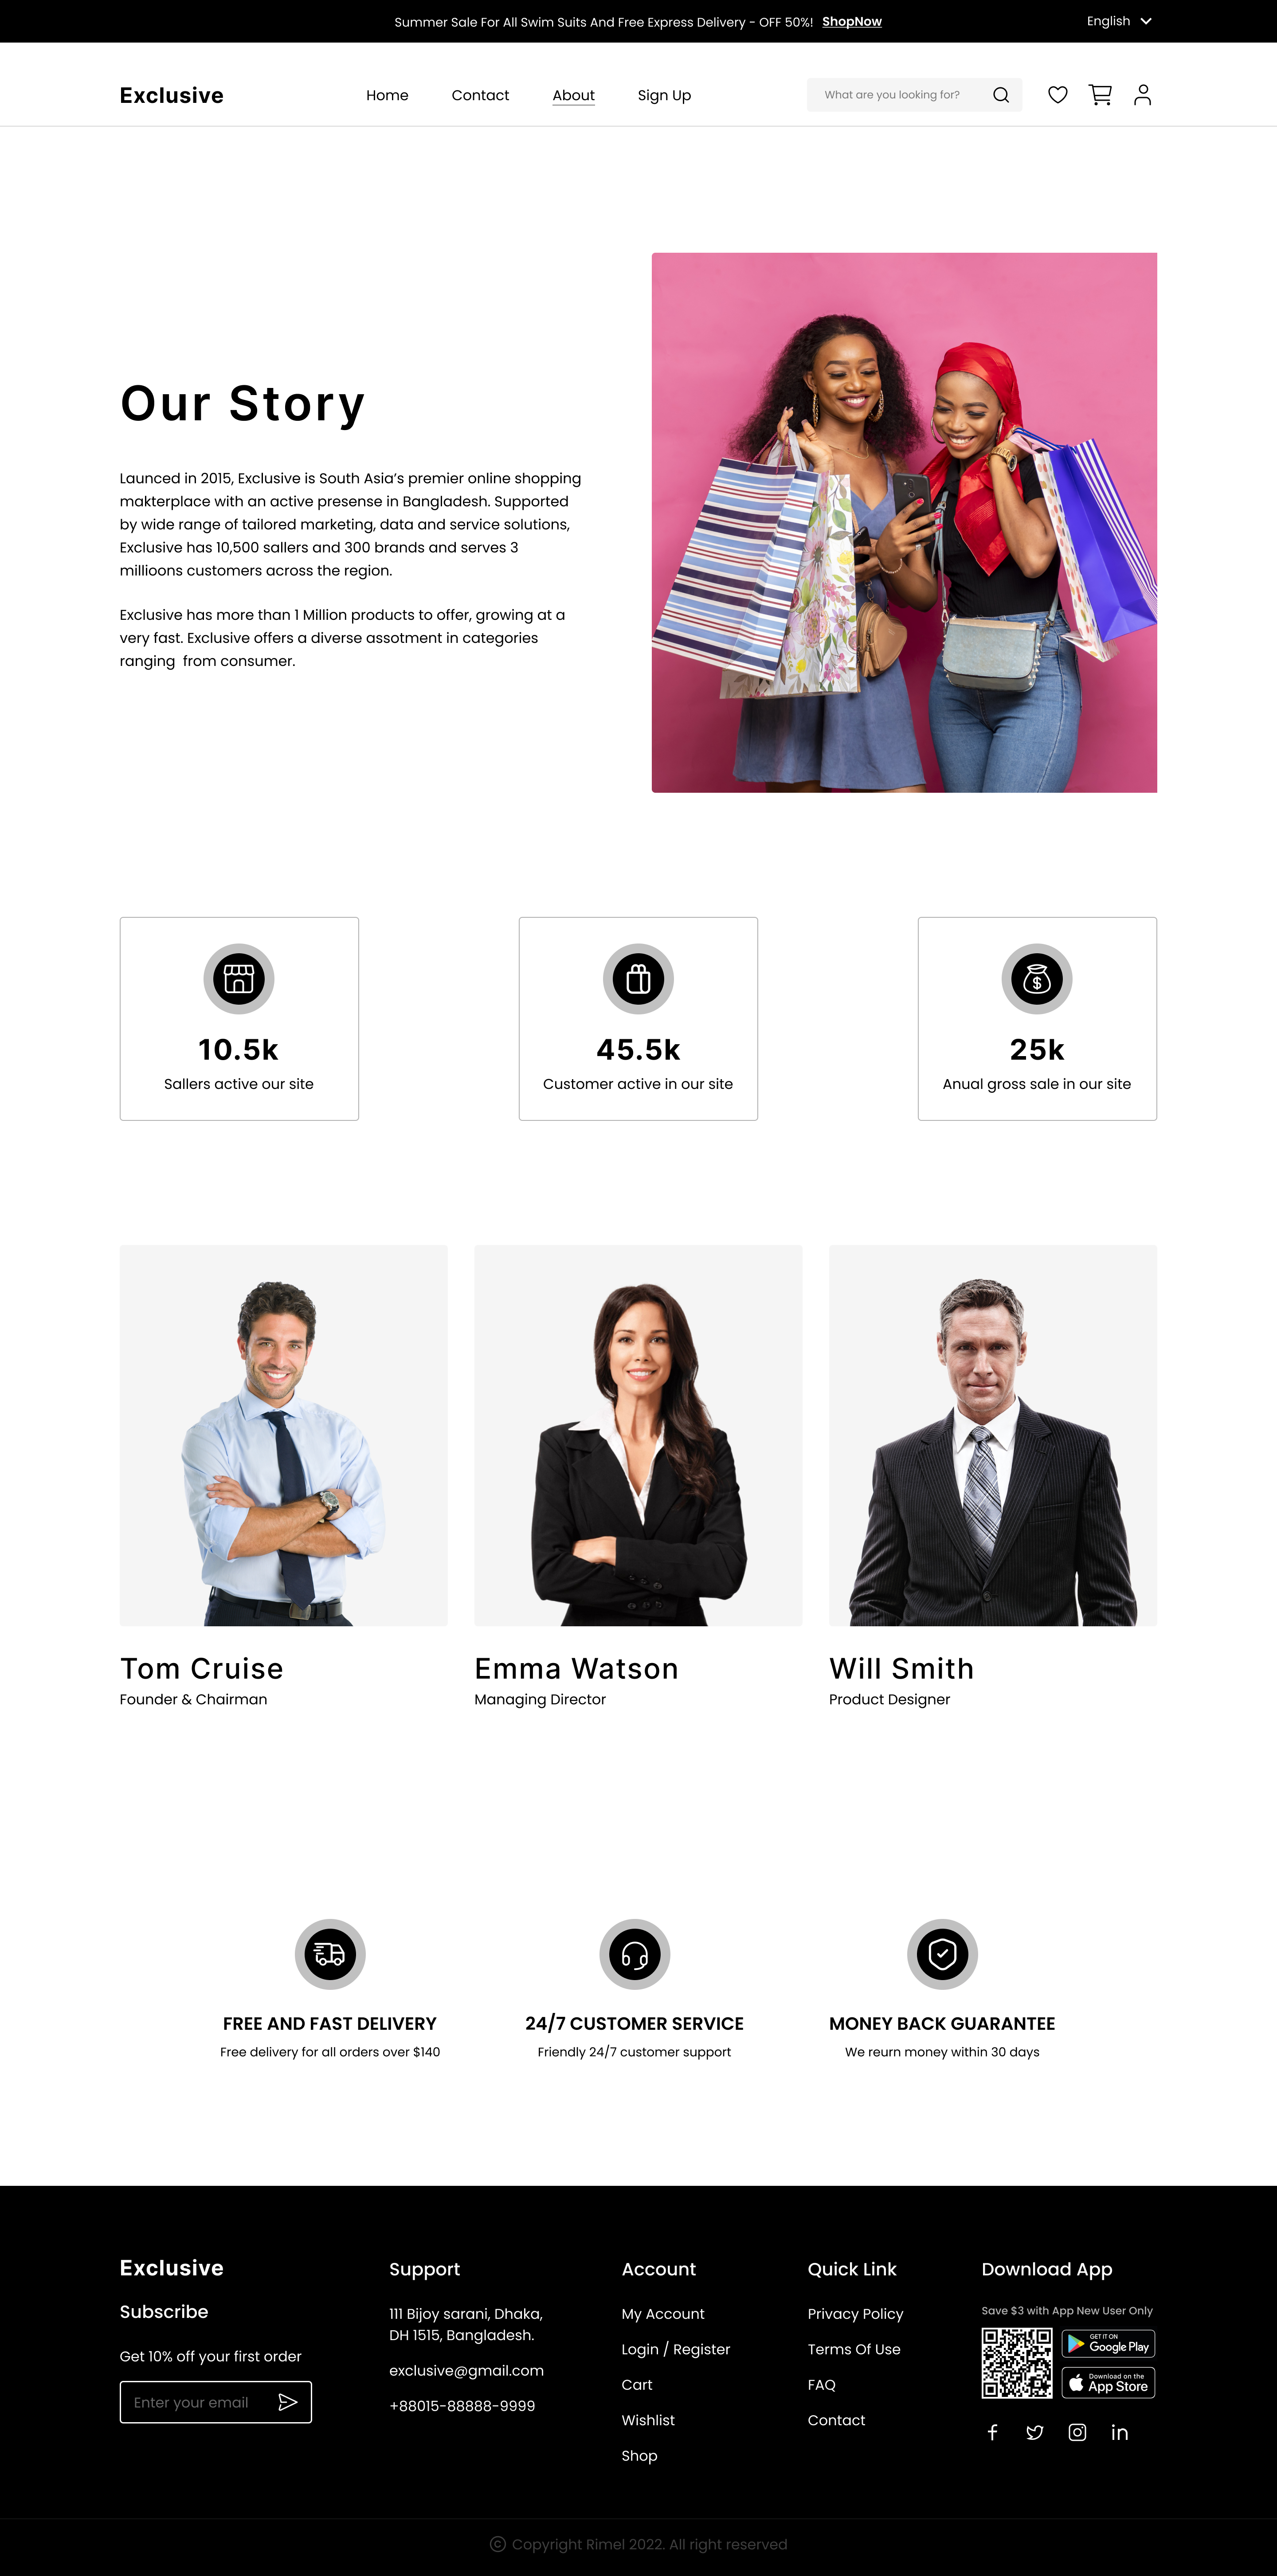 Summer Sale For All Swim Suits And Free Express Delivery - OFF 50%! ShopNow
English
Exclusive
Home Contact About Sign Up
What are you looking for?
Our Story
Launced in 2015, Exclusive is South Asia's premier online shopping
makterplace with an active presense in Bangladesh. Supported
by wide range of tailored marketing, data and service solutions,
Exclusive has 10,500 sallers and 300 brands and serves 3
millioons customers across the region.
Exclusive has more than 1 Million products to offer, growing at a
very fast. Exclusive offers a diverse assotment in categories
ranging  from consumer.
10.5k
Sallers active our site
45.5k
Customer active in our site
25k
Anual gross sale in our site
Tom Cruise
Founder & Chairman
Emma Watson
Managing Director
Will Smith
Product Designer
FREE AND FAST DELIVERY
Free delivery for all orders over $140
24/7 CUSTOMER SERVICE
Friendly 24/7 customer support
MONEY BACK GUARANTEE
We reurn money within 30 days
Exclusive
Subscribe
Get 10% off your first order
Enter your email
Support
111 Bijoy sarani, Dhaka,
DH 1515, Bangladesh.
exclusive@gmail.com
+88015-88888-9999
Account
My Account
Login / Register
Cart
Wishlist
Shop
Quick Link
Privacy Policy
Terms Of Use
FAQ
Contact
Download App
Save $3 with App New User Only
GET IT ON
Google Play
Download on the
App Store
© Copyright Rimel 2022. All right reserved